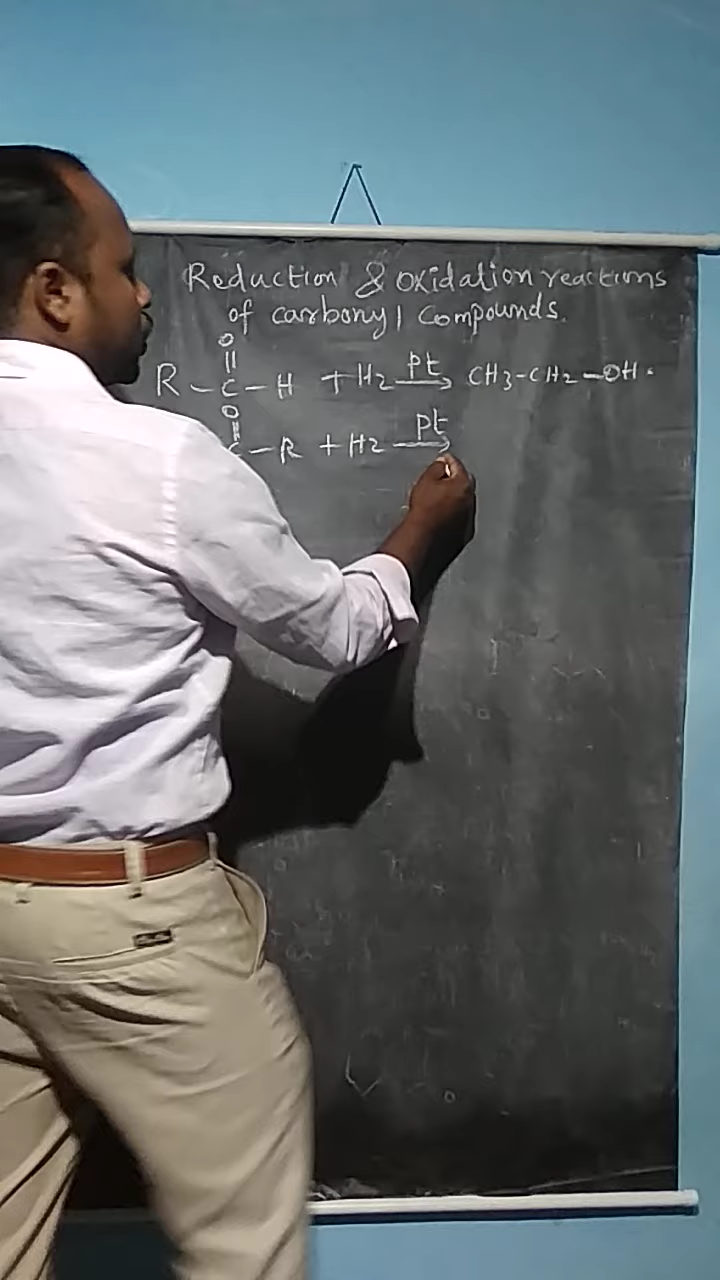 Reduction & oxidation reactions
of carbonyl compounds.
O
||
R - C - H + H2 Pt → CH3-CH2-OH.
O
||
C - R + H2 Pt →